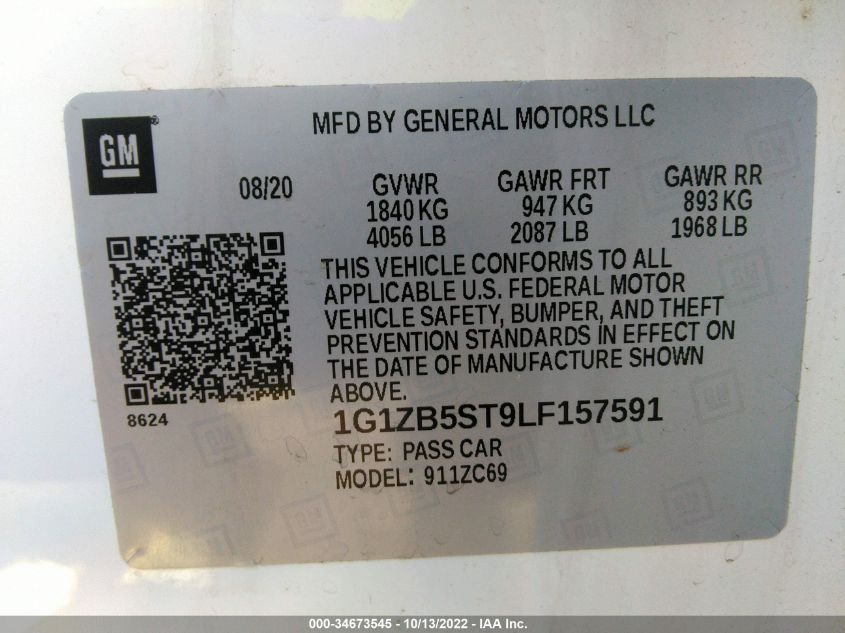 MFD BY GENERAL MOTORS LLC
GM®
08/20 GVWR GAWR FRT GAWR RR
1840 KG 947 KG 893 KG
4056 LB 2087 LB 1968 LB
THIS VEHICLE CONFORMS TO ALL
APPLICABLE U.S. FEDERAL MOTOR
VEHICLE SAFETY, BUMPER, AND THEFT
PREVENTION STANDARDS IN EFFECT ON
THE DATE OF MANUFACTURE SHOWN
ABOVE.
8624
1G1ZB5ST9LF157591
TYPE: PASS CAR
MODEL: 911ZC69
000-34673545 - 10/13/2022 - IAA Inc.